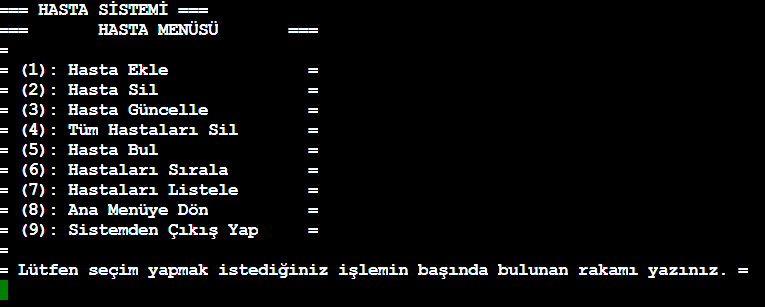 === HASTA SİSTEMİ ===
===       HASTA MENÜSÜ       ===
=
= (1): Hasta Ekle              =
= (2): Hasta Sil               =
= (3): Hasta Güncelle          =
= (4): Tüm Hastaları Sil       =
= (5): Hasta Bul               =
= (6): Hastaları Sırala        =
= (7): Hastaları Listele       =
= (8): Ana Menüye Dön          =
= (9): Sistemden Çıkış Yap     =
=
= Lütfen seçim yapmak istediğiniz işlemin başında bulunan rakamı yazınız. =